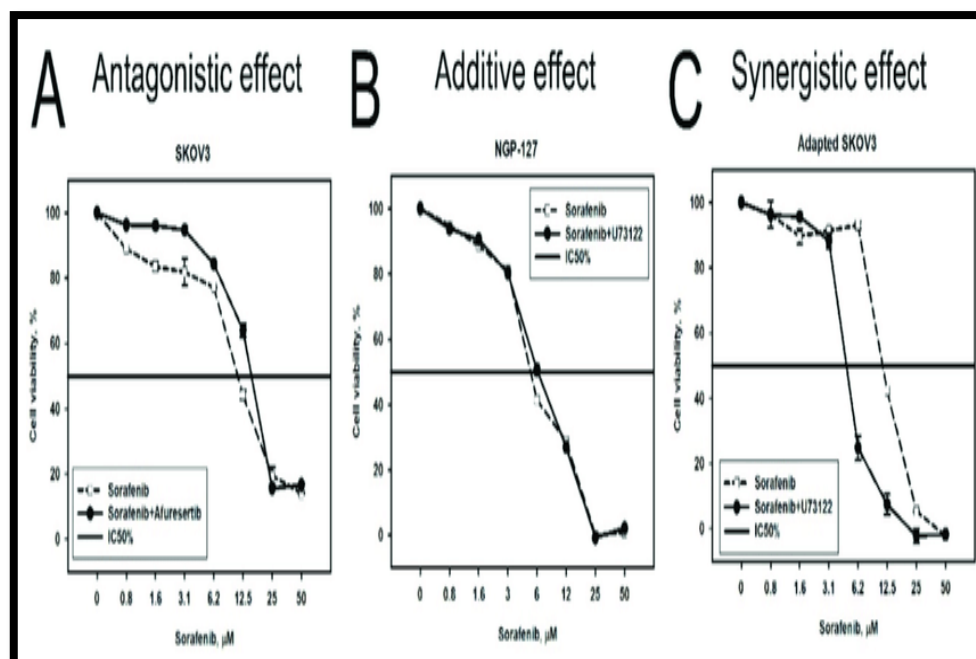 A Antagonistic effect
SKOV3
Cell viability. %
100
80
60
40
20
0
Sorafenib
Sorafenib+Afuresertib
IC50%
0 0.8 1.6 3.1 6.2 12.5 25 50
Sorafenib, µM
B Additive effect
NGP-127
Cell viability. %
100
80
60
40
20
0
Sorafenib
Sorafenib+U73122
IC50%
0 0.8 1.6 3 6 12 25 50
Sorafenib, µM
C Synergistic effect
Adapted SKOV3
Cell viability. %
100
80
60
40
20
0
Sorafenib
Sorafenib+U73122
IC50%
0 0.8 1.6 3.1 6.2 12.5 25 50
Sorafenib, µM